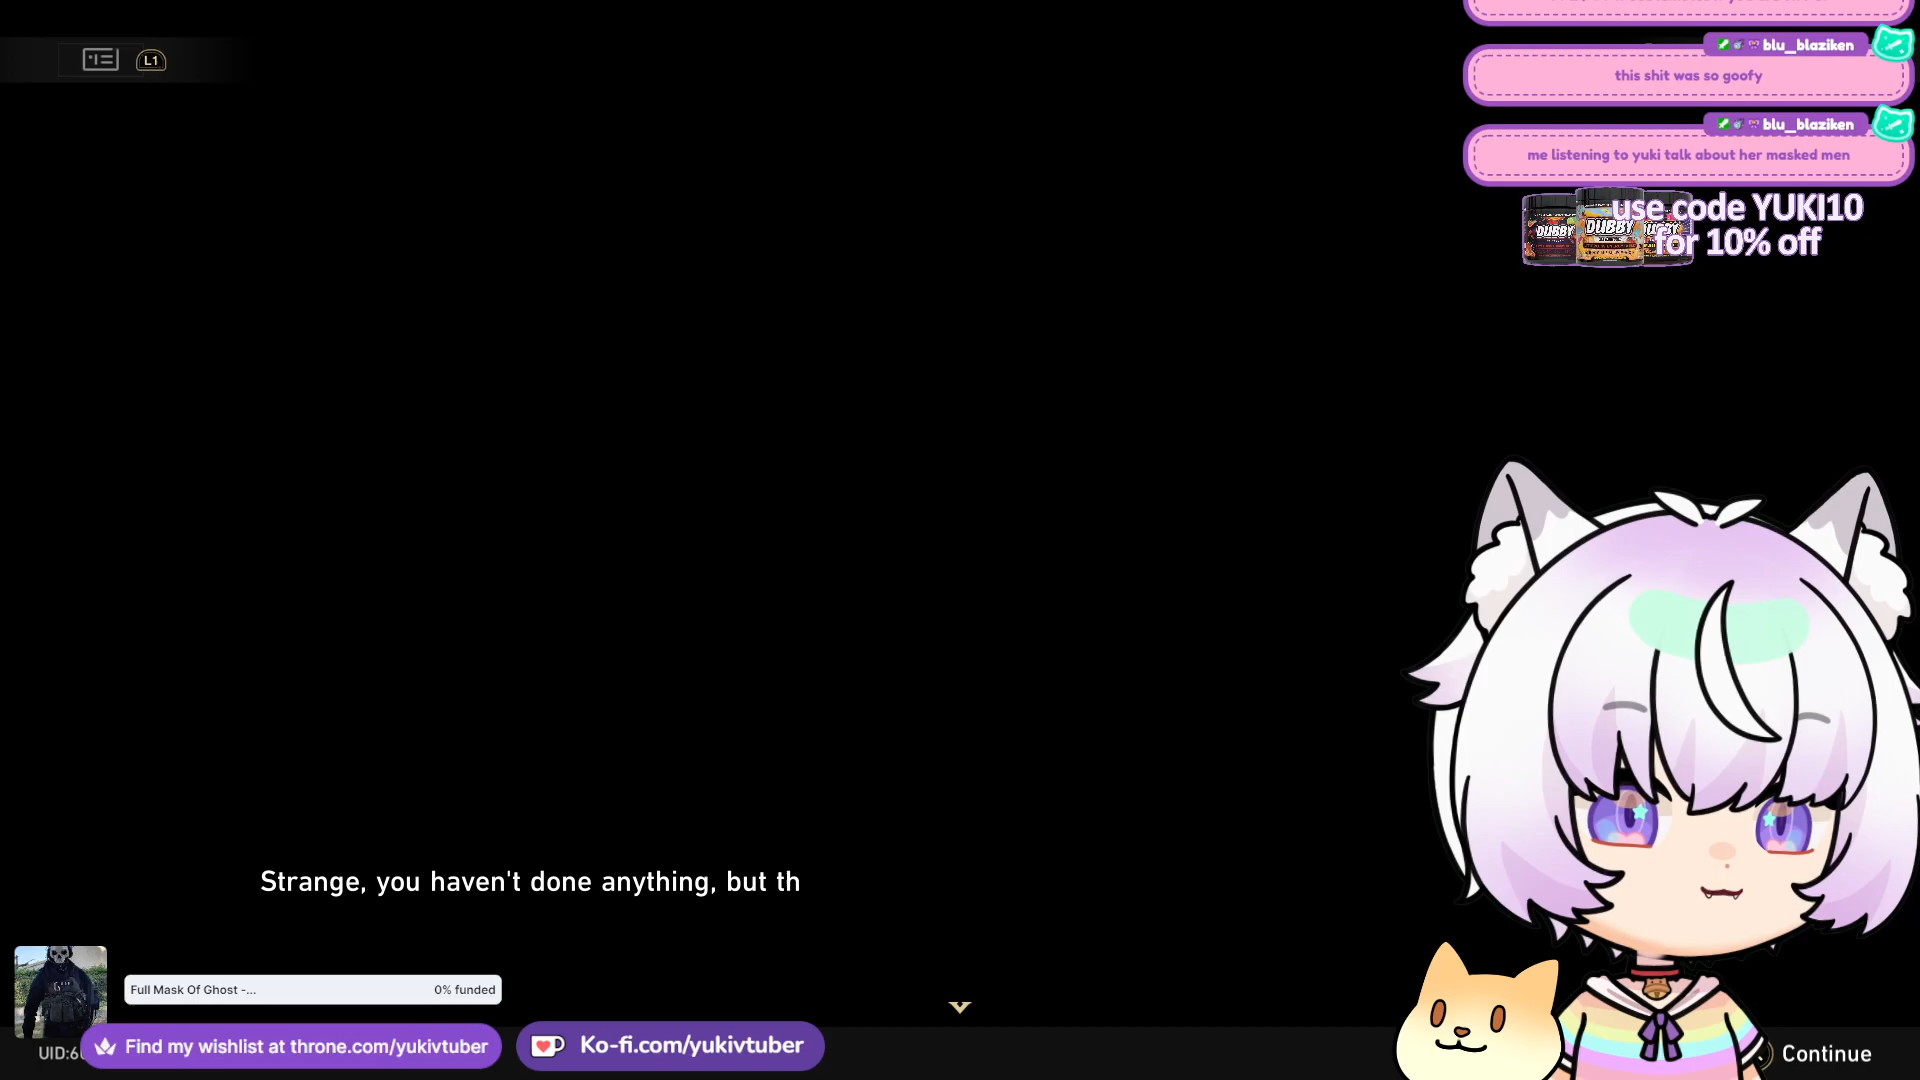 L1
blu_blaziken
this shit was so goofy
blu_blaziken
me listening to yuki talk about her masked men
DUBBY DUBBY
use code YUKI10
for 10% off
Strange, you haven't done anything, but th
Full Mask Of Ghost -... 0% funded
UID:6
Find my wishlist at throne.com/yukivtuber
Ko-fi.com/yukivtuber
Continue